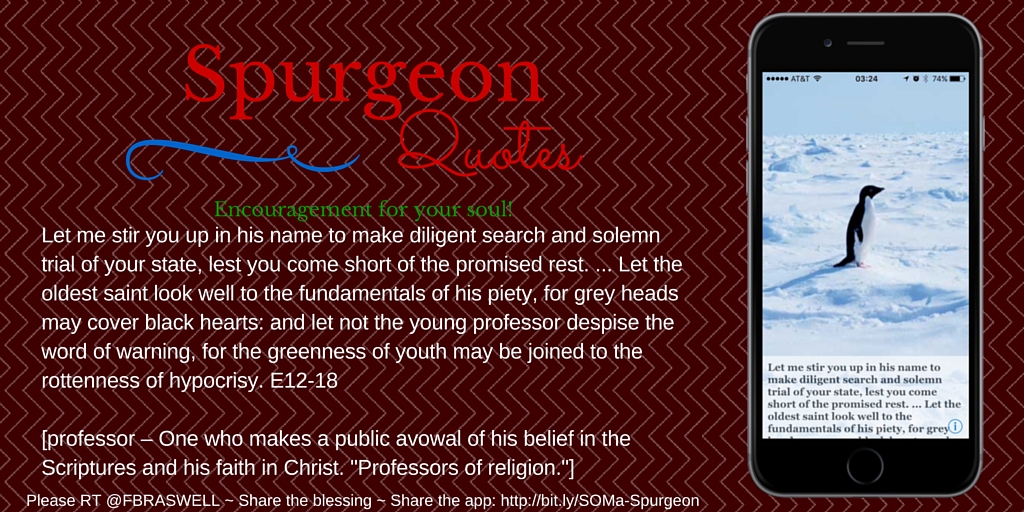 Spurgeon
Quotes
Encouragement for your soul!
Let me stir you up in his name to make diligent search and solemn
trial of your state, lest you come short of the promised rest. ... Let the
oldest saint look well to the fundamentals of his piety, for grey heads
may cover black hearts: and let not the young professor despise the
word of warning, for the greenness of youth may be joined to the
rottenness of hypocrisy. E12-18
[professor – One who makes a public avowal of his belief in the
Scriptures and his faith in Christ. "Professors of religion."]
Please RT @FBRASWELL ~ Share the blessing ~ Share the app: http://bit.ly/SOMa-Spurgeon
AT&T 03:24 74%
Let me stir you up in his name to
make diligent search and solemn
trial of your state, lest you come
short of the promised rest. ... Let the
oldest saint look well to the
fundamentals of his piety, for grey